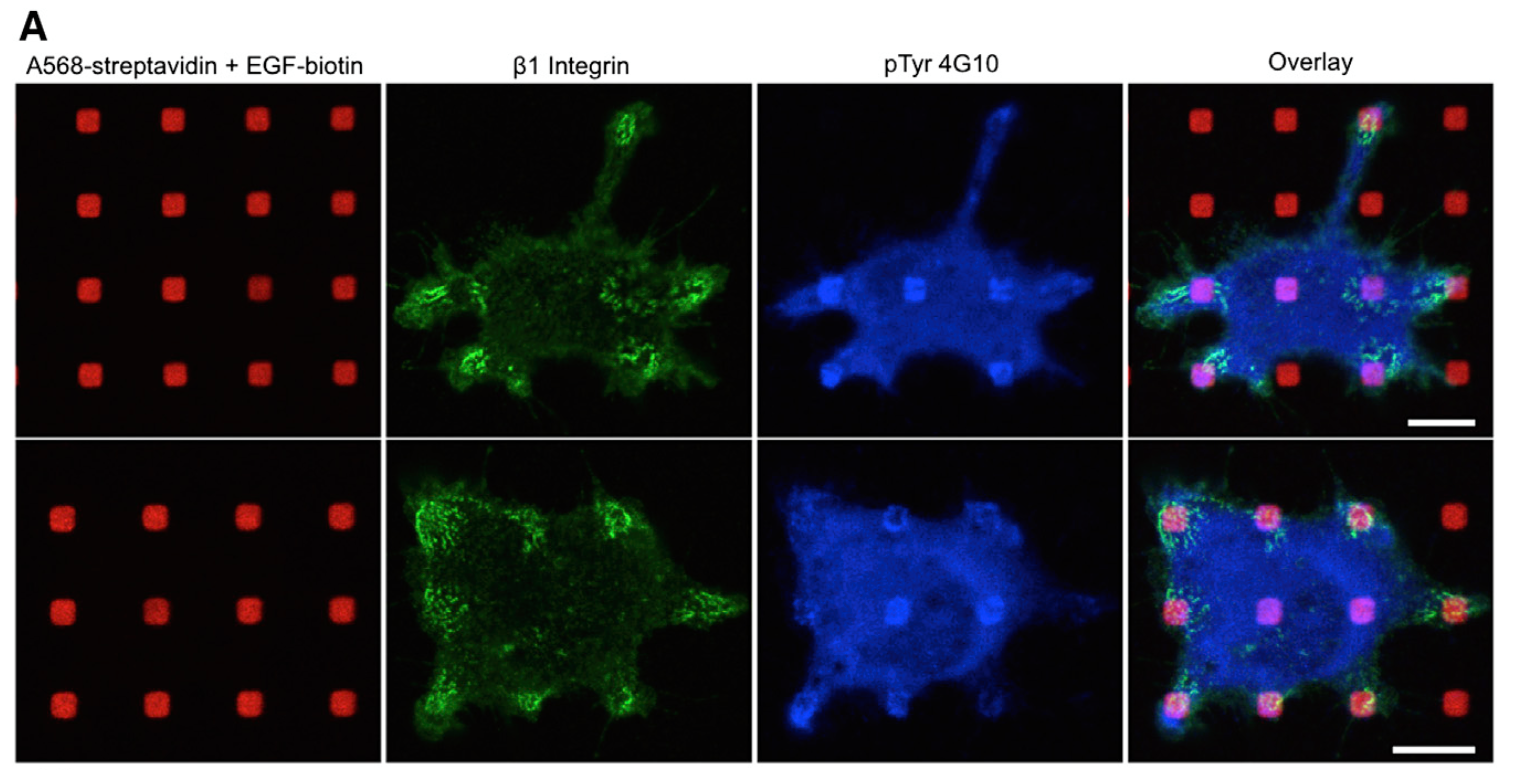 A
A568-streptavidin + EGF-biotin
β1 Integrin
pTyr 4G10
Overlay